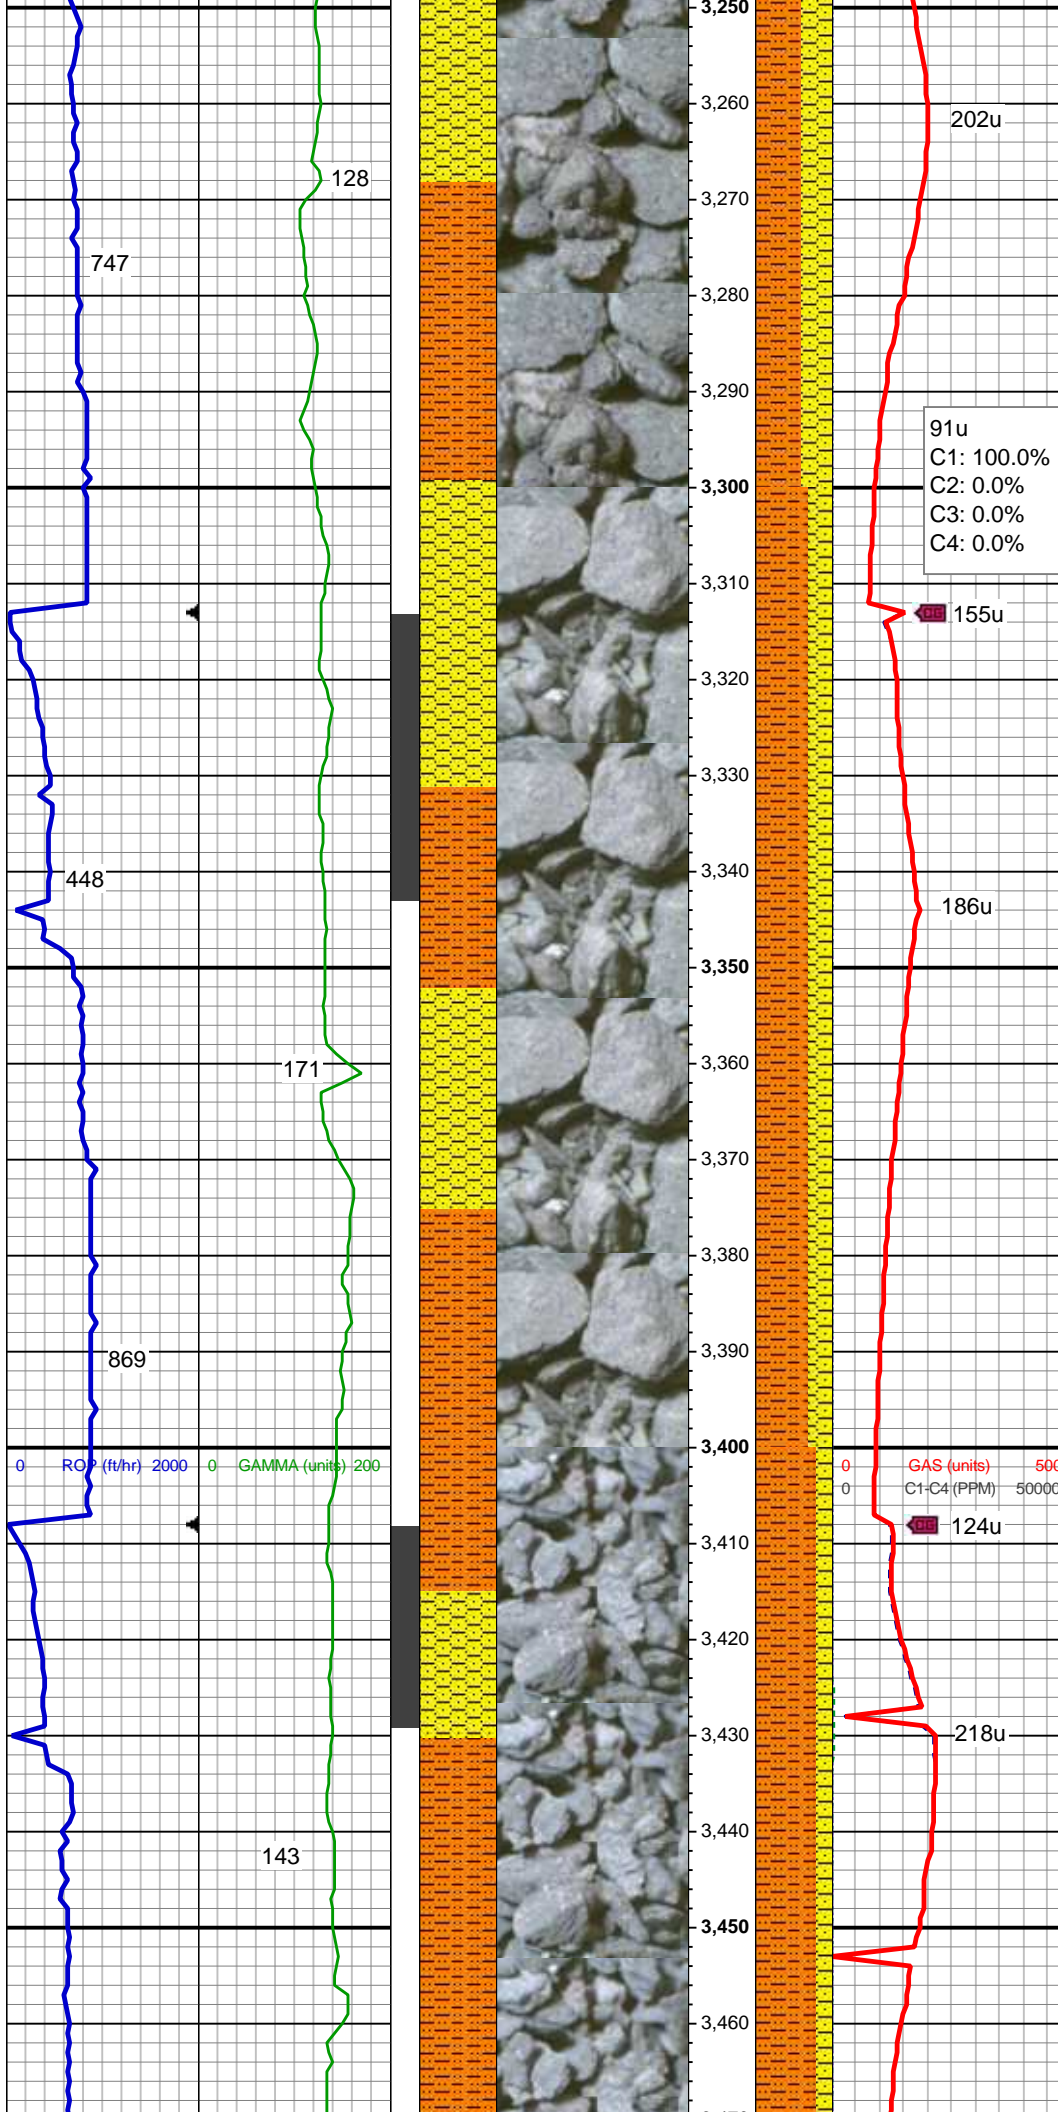 3,250
3,260
202u
128
3,270
747
3,280
3,290
91u
C1: 100.0%
C2: 0.0%
C3: 0.0%
C4: 0.0%
3,300
3,310
CG 155u
3,320
3,330
3,340
448
186u
3,350
3,360
171
3,370
3,380
3,390
869
3,400
0 ROP (ft/hr) 2000 0 GAMMA (units) 200
0 GAS (units) 500
0 C1-C4 (PPM) 50000
CG 124u
3,410
3,420
3,430
218u
3,440
143
3,450
3,460